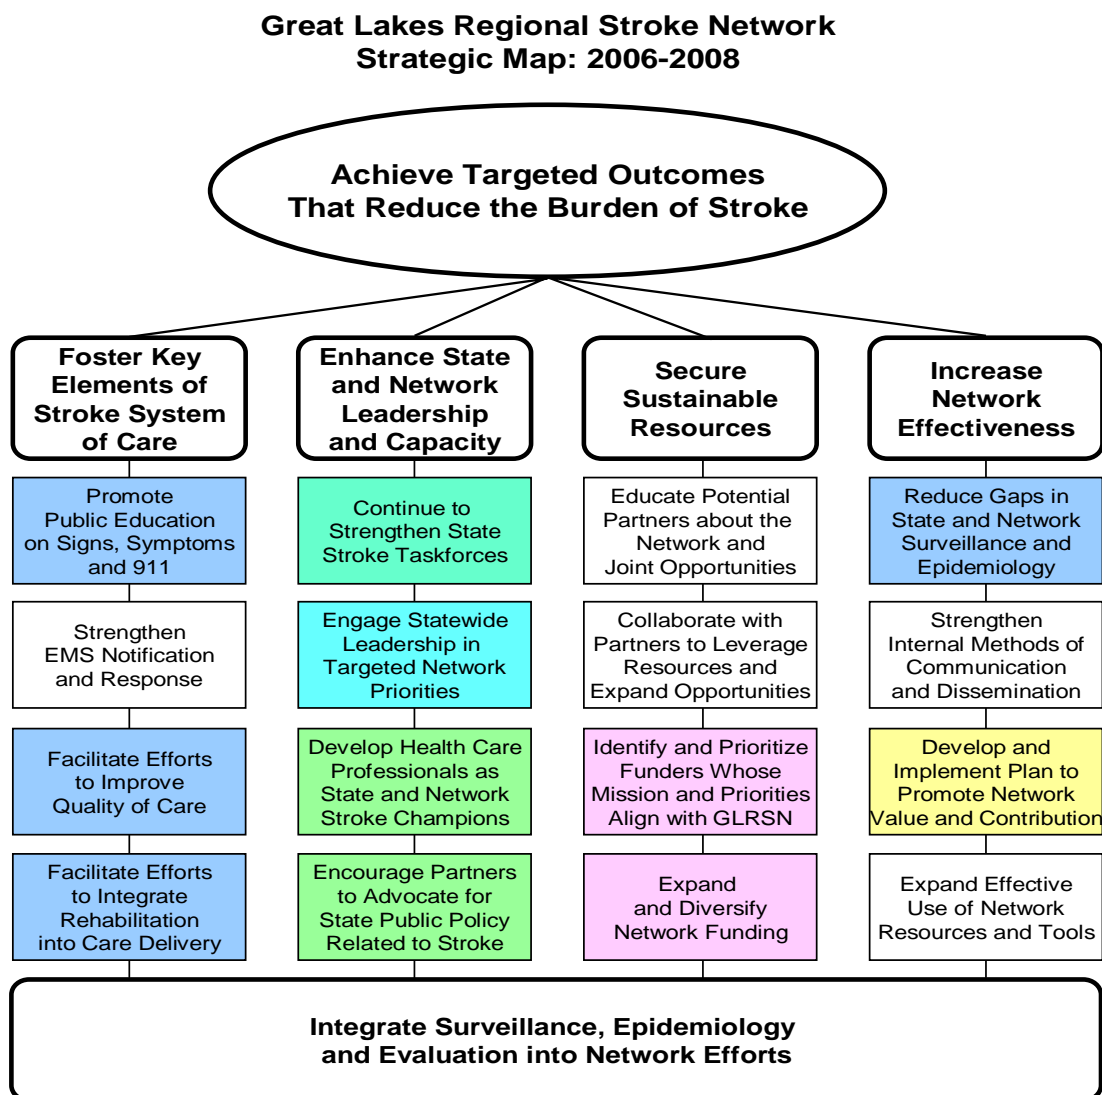 Great Lakes Regional Stroke Network
Strategic Map: 2006-2008
Achieve Targeted Outcomes
That Reduce the Burden of Stroke
Foster Key
Elements of
Stroke System
of Care
Promote
Public Education
on Signs, Symptoms
and 911
Strengthen
EMS Notification
and Response
Facilitate Efforts
to Improve
Quality of Care
Facilitate Efforts
to Integrate
Rehabilitation
into Care Delivery
Enhance State
and Network
Leadership
and Capacity
Continue to
Strengthen State
Stroke Taskforces
Engage Statewide
Leadership in
Targeted Network
Priorities
Develop Health Care
Professionals as
State and Network
Stroke Champions
Encourage Partners
to Advocate for
State Public Policy
Related to Stroke
Secure
Sustainable
Resources
Educate Potential
Partners about the
Network and
Joint Opportunities
Collaborate with
Partners to Leverage
Resources and
Expand Opportunities
Identify and Prioritize
Funders Whose
Mission and Priorities
Align with GLRSN
Expand
and Diversify
Network Funding
Increase
Network
Effectiveness
Reduce Gaps in
State and Network
Surveillance and
Epidemiology
Strengthen
Internal Methods of
Communication
and Dissemination
Develop and
Implement Plan to
Promote Network
Value and Contribution
Expand Effective
Use of Network
Resources and Tools
Integrate Surveillance, Epidemiology
and Evaluation into Network Efforts